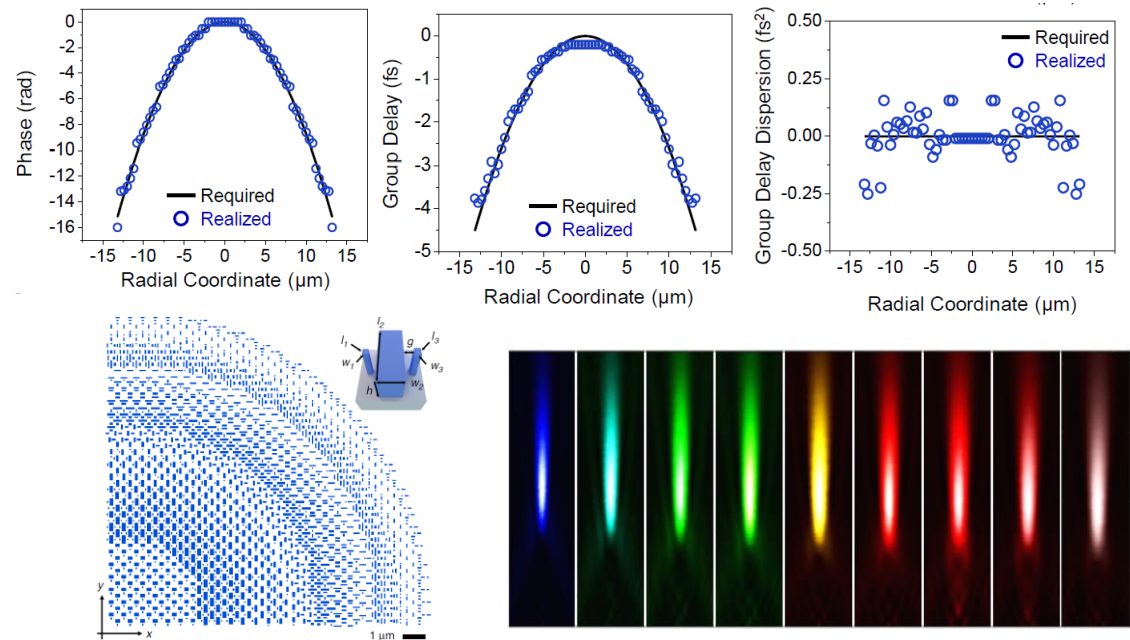 Phase (rad)
0
-2
-4
-6
-8
-10
-12
-14
-16
Required
Realized
-15 -10 -5 0 5 10 15
Radial Coordinate (µm)
Group Delay (fs)
0
-1
-2
-3
-4
-5
Required
Realized
-15 -10 -5 0 5 10 15
Radial Coordinate (µm)
Group Delay Dispersion (fs²)
0.50
0.25
0.00
-0.25
-0.50
Required
Realized
-15 -10 -5 0 5 10 15
Radial Coordinate (µm)
l2
l1
g
l3
w1
w2
w3
h
y
x
1 µm